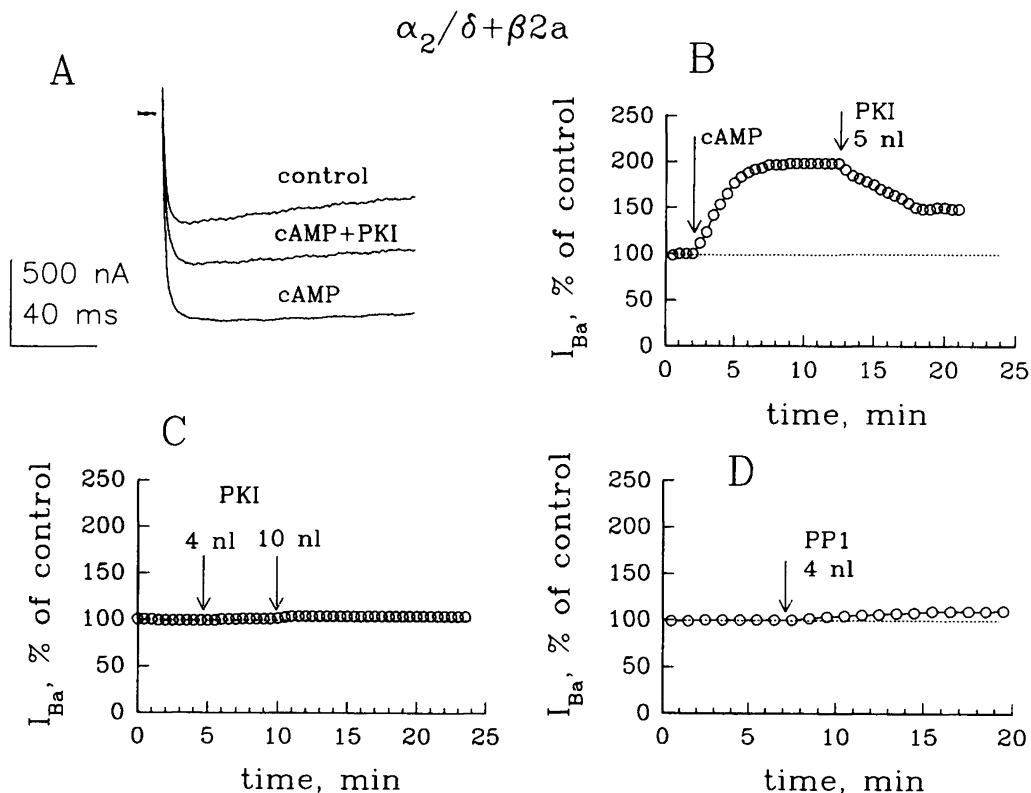 α₂/δ+β2a
A
control
cAMP+PKI
cAMP
500 nA
40 ms
B
I_Ba, % of control
250
200
150
100
50
0
cAMP
PKI
5 nl
0 5 10 15 20 25
time, min
C
I_Ba, % of control
250
200
150
100
50
0
PKI
4 nl 10 nl
0 5 10 15 20 25
time, min
D
I_Ba, % of control
250
200
150
100
50
0
PP1
4 nl
0 5 10 15 20
time, min